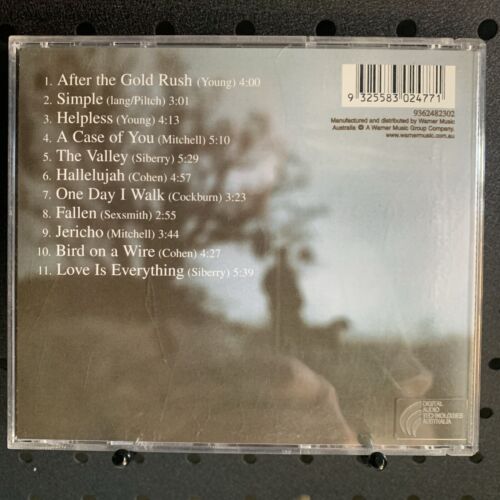 1. After the Gold Rush (Young) 4:00
2. Simple (lang/Piltch) 3:01
3. Helpless (Young) 4:13
4. A Case of You (Mitchell) 5:10
5. The Valley (Siberry) 5:29
6. Hallelujah (Cohen) 4:57
7. One Day I Walk (Cockburn) 3:23
8. Fallen (Sexsmith) 2:55
9. Jericho (Mitchell) 3:44
10. Bird on a Wire (Cohen) 4:27
11. Love Is Everything (Siberry) 5:39
9 325583 024771
9362482302
Manufactured and distributed by Warner Music
Australia ℗ A Warner Music Group Company.
www.warnermusic.com.au
DIGITAL
AUDIO
TECHNOLOGIES
AUSTRALIA